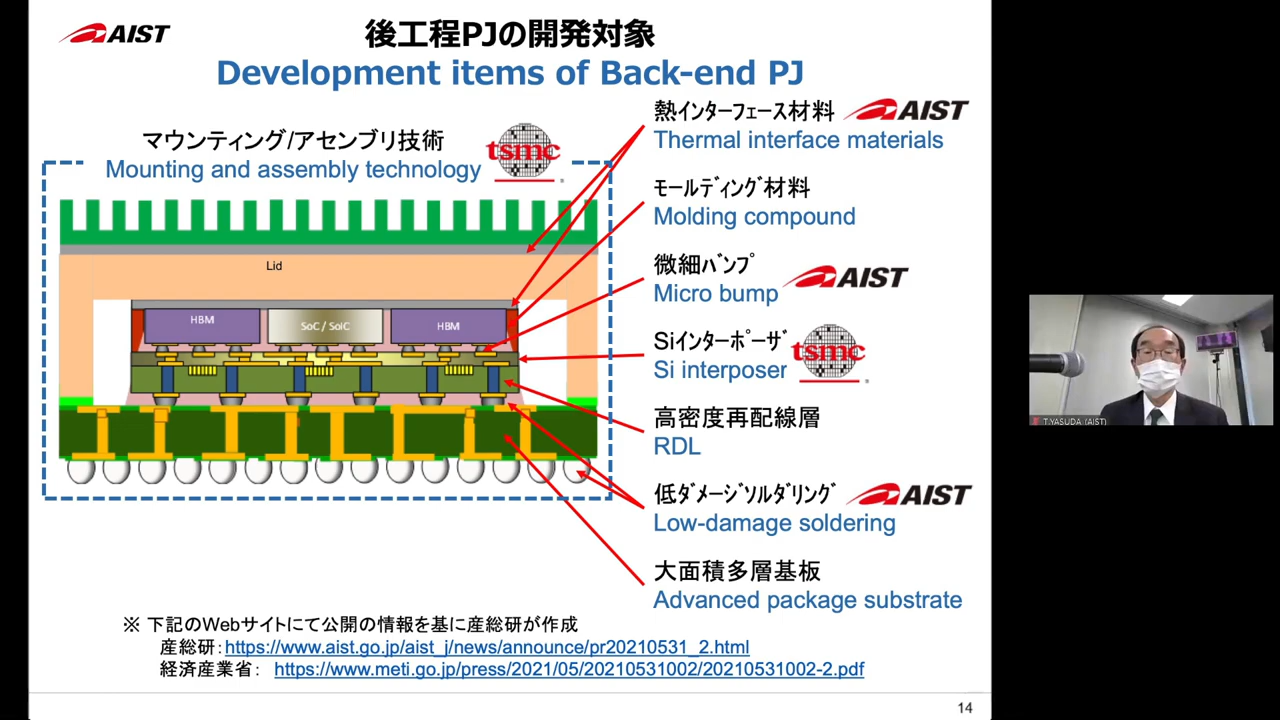 AIST
後工程PJの開発対象
Development items of Back-end PJ
マウンティング/アセンブリ技術
Mounting and assembly technology
tsmc
Lid
HBM
SoC / SoIC
HBM
熱ｲﾝﾀｰﾌｪｰｽ材料
AIST
Thermal interface materials
ﾓｰﾙﾃﾞｨﾝｸﾞ材料
Molding compound
微細ﾊﾞﾝﾌﾟ
AIST
Micro bump
Siｲﾝﾀｰﾎﾟｰｻﾞ
tsmc
Si interposer
高密度再配線層
RDL
低ﾀﾞﾒｰｼﾞｿﾙﾀﾞﾘﾝｸﾞ
AIST
Low-damage soldering
大面積多層基板
Advanced package substrate
※ 下記のWebサイトにて公開の情報を基に産総研が作成
産総研：https://www.aist.go.jp/aist_j/news/announce/pr20210531_2.html
経済産業省： https://www.meti.go.jp/press/2021/05/20210531002/20210531002-2.pdf
14
T.YASUDA (AIST)